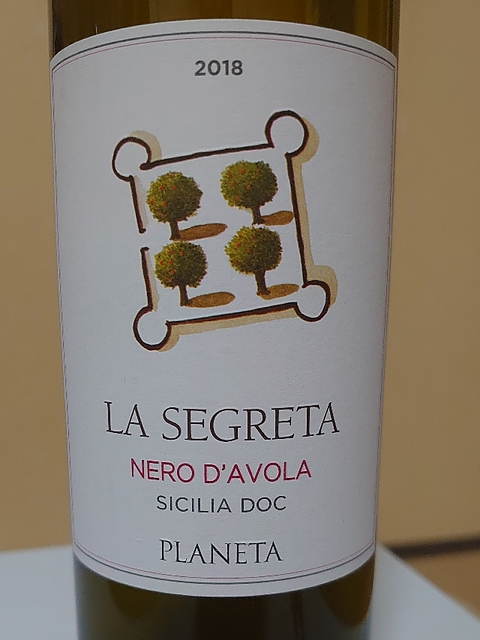 2018
LA SEGRETA
NERO D'AVOLA
SICILIA DOC
PLANETA